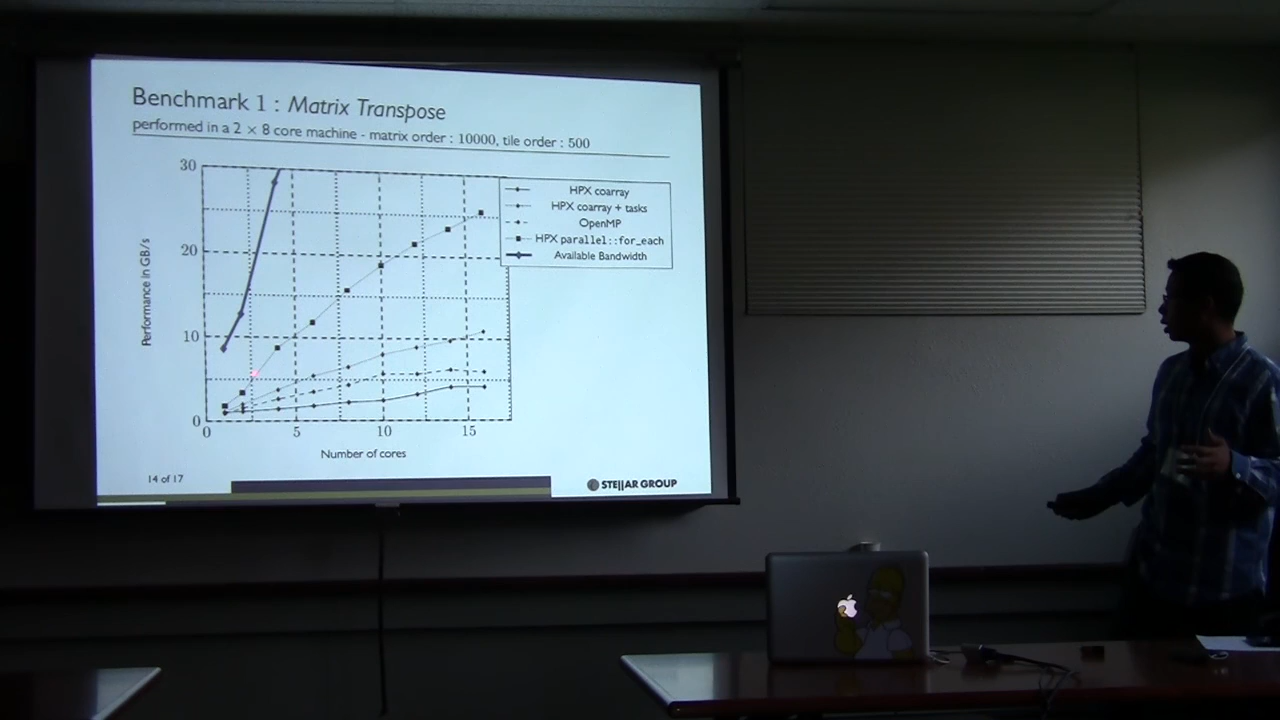 Benchmark 1 : Matrix Transpose
performed in a 2 × 8 core machine - matrix order : 10000, tile order : 500
30
20
10
0
Performance in GB/s
0 5 10 15
Number of cores
HPX coarray
HPX coarray + tasks
OpenMP
HPX parallel::for_each
Available Bandwidth
14 of 17
STE||AR GROUP